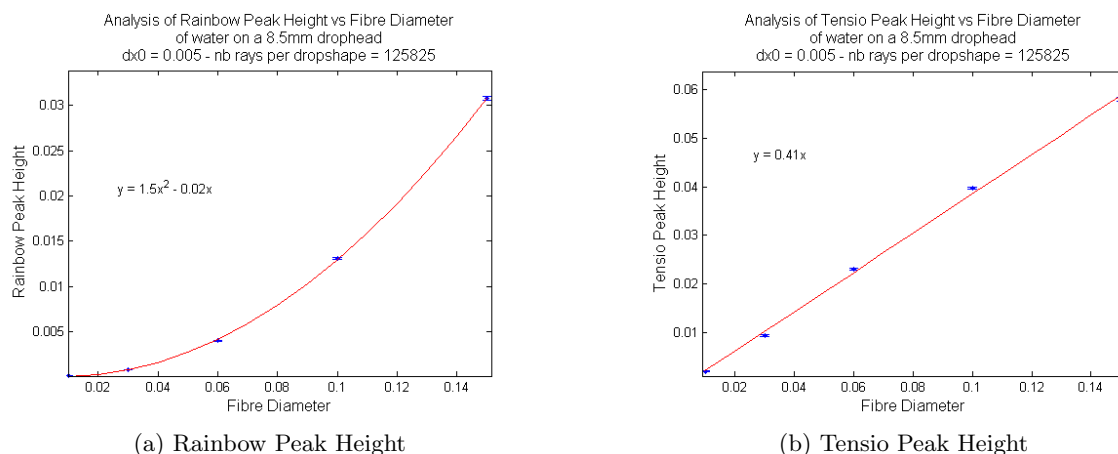 Analysis of Rainbow Peak Height vs Fibre Diameter
of water on a 8.5mm drophead
dx0 = 0.005 - nb rays per dropshape = 125825
Rainbow Peak Height
0.03
0.025
0.02
0.015
0.01
0.005
y = 1.5x² - 0.02x
0.02 0.04 0.06 0.08 0.1 0.12 0.14
Fibre Diameter
(a) Rainbow Peak Height
Analysis of Tensio Peak Height vs Fibre Diameter
of water on a 8.5mm drophead
dx0 = 0.005 - nb rays per dropshape = 125825
Tensio Peak Height
0.06
0.05
0.04
0.03
0.02
0.01
y = 0.41x
0.02 0.04 0.06 0.08 0.1 0.12 0.14
Fibre Diameter
(b) Tensio Peak Height